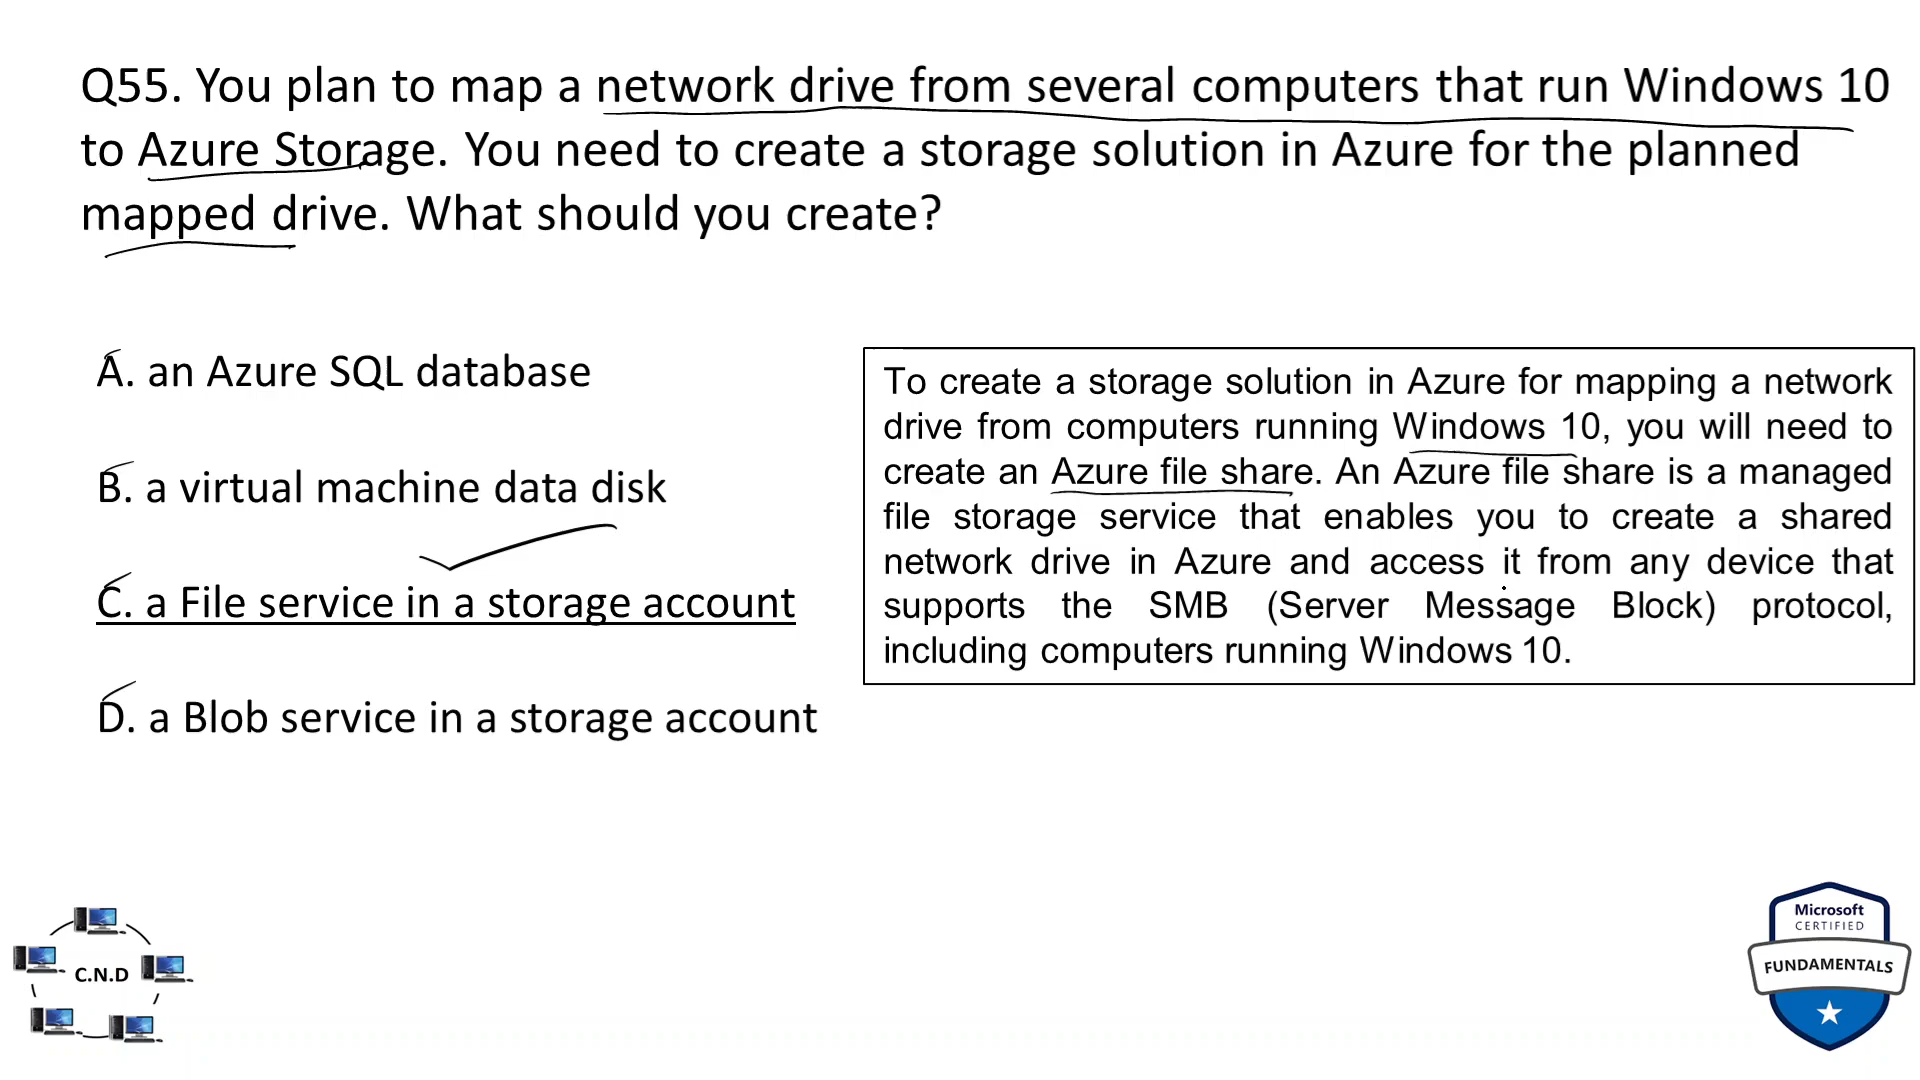 Q55. You plan to map a network drive from several computers that run Windows 10
to Azure Storage. You need to create a storage solution in Azure for the planned
mapped drive. What should you create?
A. an Azure SQL database
B. a virtual machine data disk
C. a File service in a storage account
D. a Blob service in a storage account
To create a storage solution in Azure for mapping a network
drive from computers running Windows 10, you will need to
create an Azure file share. An Azure file share is a managed
file storage service that enables you to create a shared
network drive in Azure and access it from any device that
supports the SMB (Server Message Block) protocol,
including computers running Windows 10.
C.N.D
Microsoft
CERTIFIED
FUNDAMENTALS